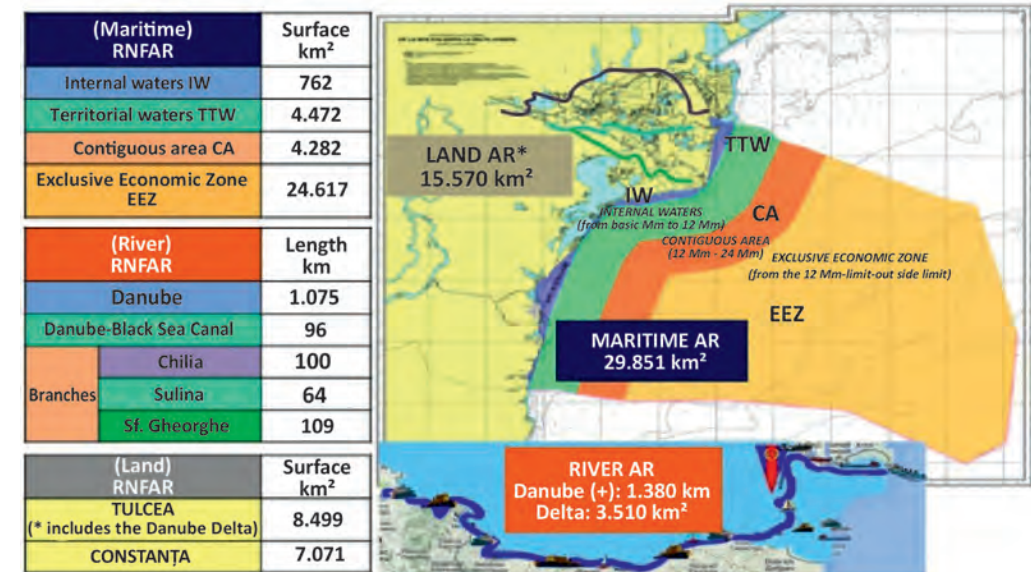 (Maritime)
RNFAR
Surface
km²
Internal waters IW
762
Territorial waters TTW
4.472
Contiguous area CA
4.282
Exclusive Economic Zone
EEZ
24.617
(River)
RNFAR
Length
km
Danube
1.075
Danube-Black Sea Canal
96
Branches
Chilia
100
Sulina
64
Sf. Gheorghe
109
(Land)
RNFAR
Surface
km²
TULCEA
(* includes the Danube Delta)
8.499
CONSTANȚA
7.071
LAND AR*
15.570 km²
TTW
IW
INTERNAL WATERS
(from basic Mm to 12 Mm)
CA
CONTIGUOUS AREA
(12 Mm - 24 Mm)
EXCLUSIVE ECONOMIC ZONE
(from the 12 Mm-limit-out side limit)
EEZ
MARITIME AR
29.851 km²
RIVER AR
Danube (+): 1.380 km
Delta: 3.510 km²